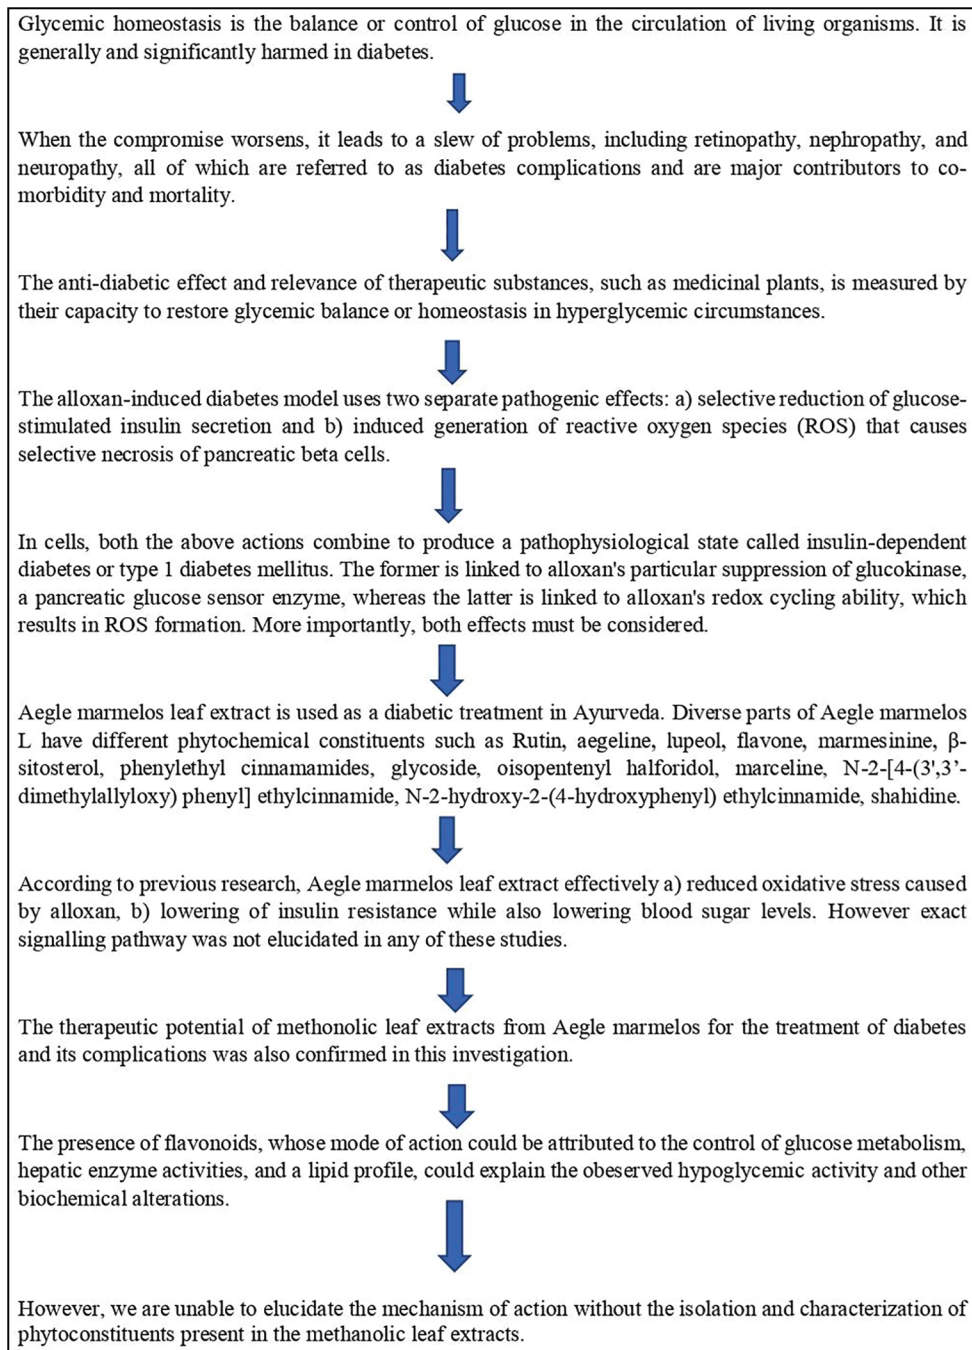 Glycemic homeostasis is the balance or control of glucose in the circulation of living organisms. It is
generally and significantly harmed in diabetes.
When the compromise worsens, it leads to a slew of problems, including retinopathy, nephropathy, and
neuropathy, all of which are referred to as diabetes complications and are major contributors to co-
morbidity and mortality.
The anti-diabetic effect and relevance of therapeutic substances, such as medicinal plants, is measured by
their capacity to restore glycemic balance or homeostasis in hyperglycemic circumstances.
The alloxan-induced diabetes model uses two separate pathogenic effects: a) selective reduction of glucose-
stimulated insulin secretion and b) induced generation of reactive oxygen species (ROS) that causes
selective necrosis of pancreatic beta cells.
In cells, both the above actions combine to produce a pathophysiological state called insulin-dependent
diabetes or type 1 diabetes mellitus. The former is linked to alloxan's particular suppression of glucokinase,
a pancreatic glucose sensor enzyme, whereas the latter is linked to alloxan's redox cycling ability, which
results in ROS formation. More importantly, both effects must be considered.
Aegle marmelos leaf extract is used as a diabetic treatment in Ayurveda. Diverse parts of Aegle marmelos
L have different phytochemical constituents such as Rutin, aegeline, lupeol, flavone, marmesinine, β-
sitosterol, phenylethyl cinnamamides, glycoside, oisopentenyl halforidol, marceline, N-2-[4-(3',3’-
dimethylallyloxy) phenyl] ethylcinnamide, N-2-hydroxy-2-(4-hydroxyphenyl) ethylcinnamide, shahidine.
According to previous research, Aegle marmelos leaf extract effectively a) reduced oxidative stress caused
by alloxan, b) lowering of insulin resistance while also lowering blood sugar levels. However exact
signalling pathway was not elucidated in any of these studies.
The therapeutic potential of methonolic leaf extracts from Aegle marmelos for the treatment of diabetes
and its complications was also confirmed in this investigation.
The presence of flavonoids, whose mode of action could be attributed to the control of glucose metabolism,
hepatic enzyme activities, and a lipid profile, could explain the obeserved hypoglycemic activity and other
biochemical alterations.
However, we are unable to elucidate the mechanism of action without the isolation and characterization of
phytoconstituents present in the methanolic leaf extracts.